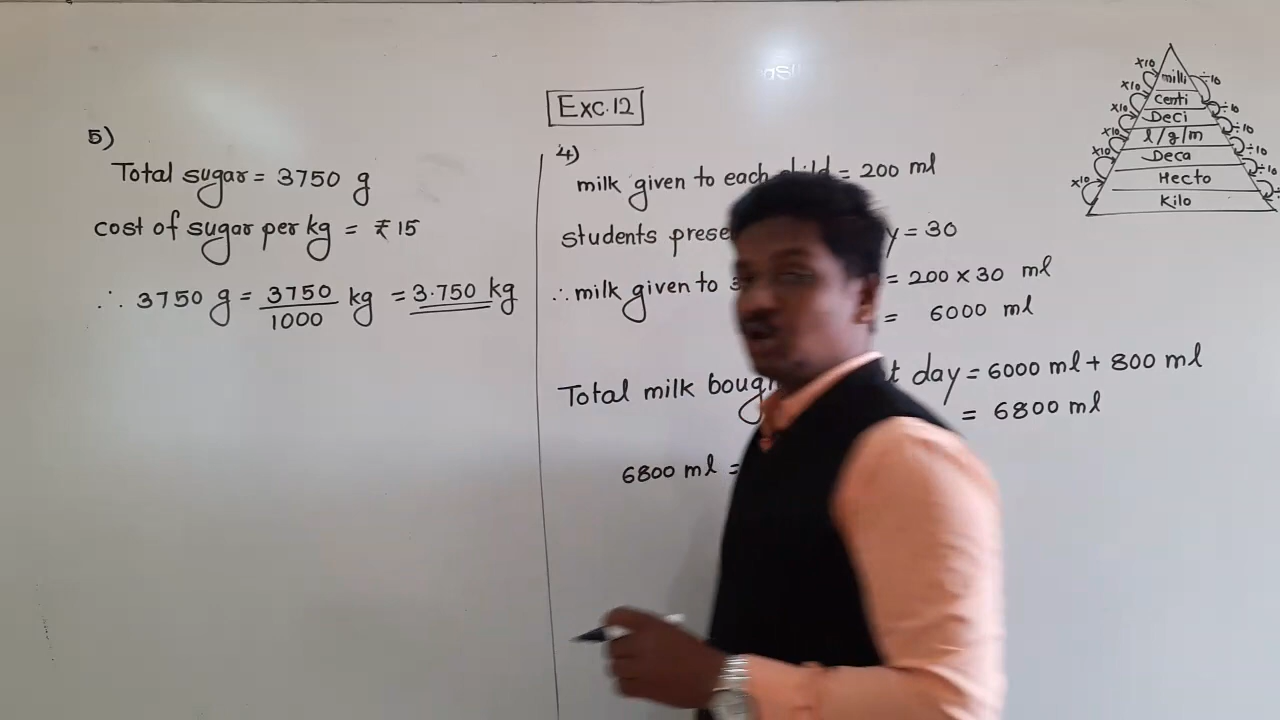 Exc.12
5)
Total sugar = 3750 g
cost of sugar per kg = ₹15
∴ 3750 g = 3750/1000 kg = 3.750 kg
4)
milk given to each child = 200 ml
students y = 30
∴ milk given to = 200 × 30 ml
= 6000 ml
Total milk day = 6000 ml + 800 ml
= 6800 ml
6800 ml =
×10 milli ÷10
×10 Centi ÷10
×10 Deci ÷10
×10 l/g/m ÷10
×10 Deca ÷10
×10 Hecto
Kilo